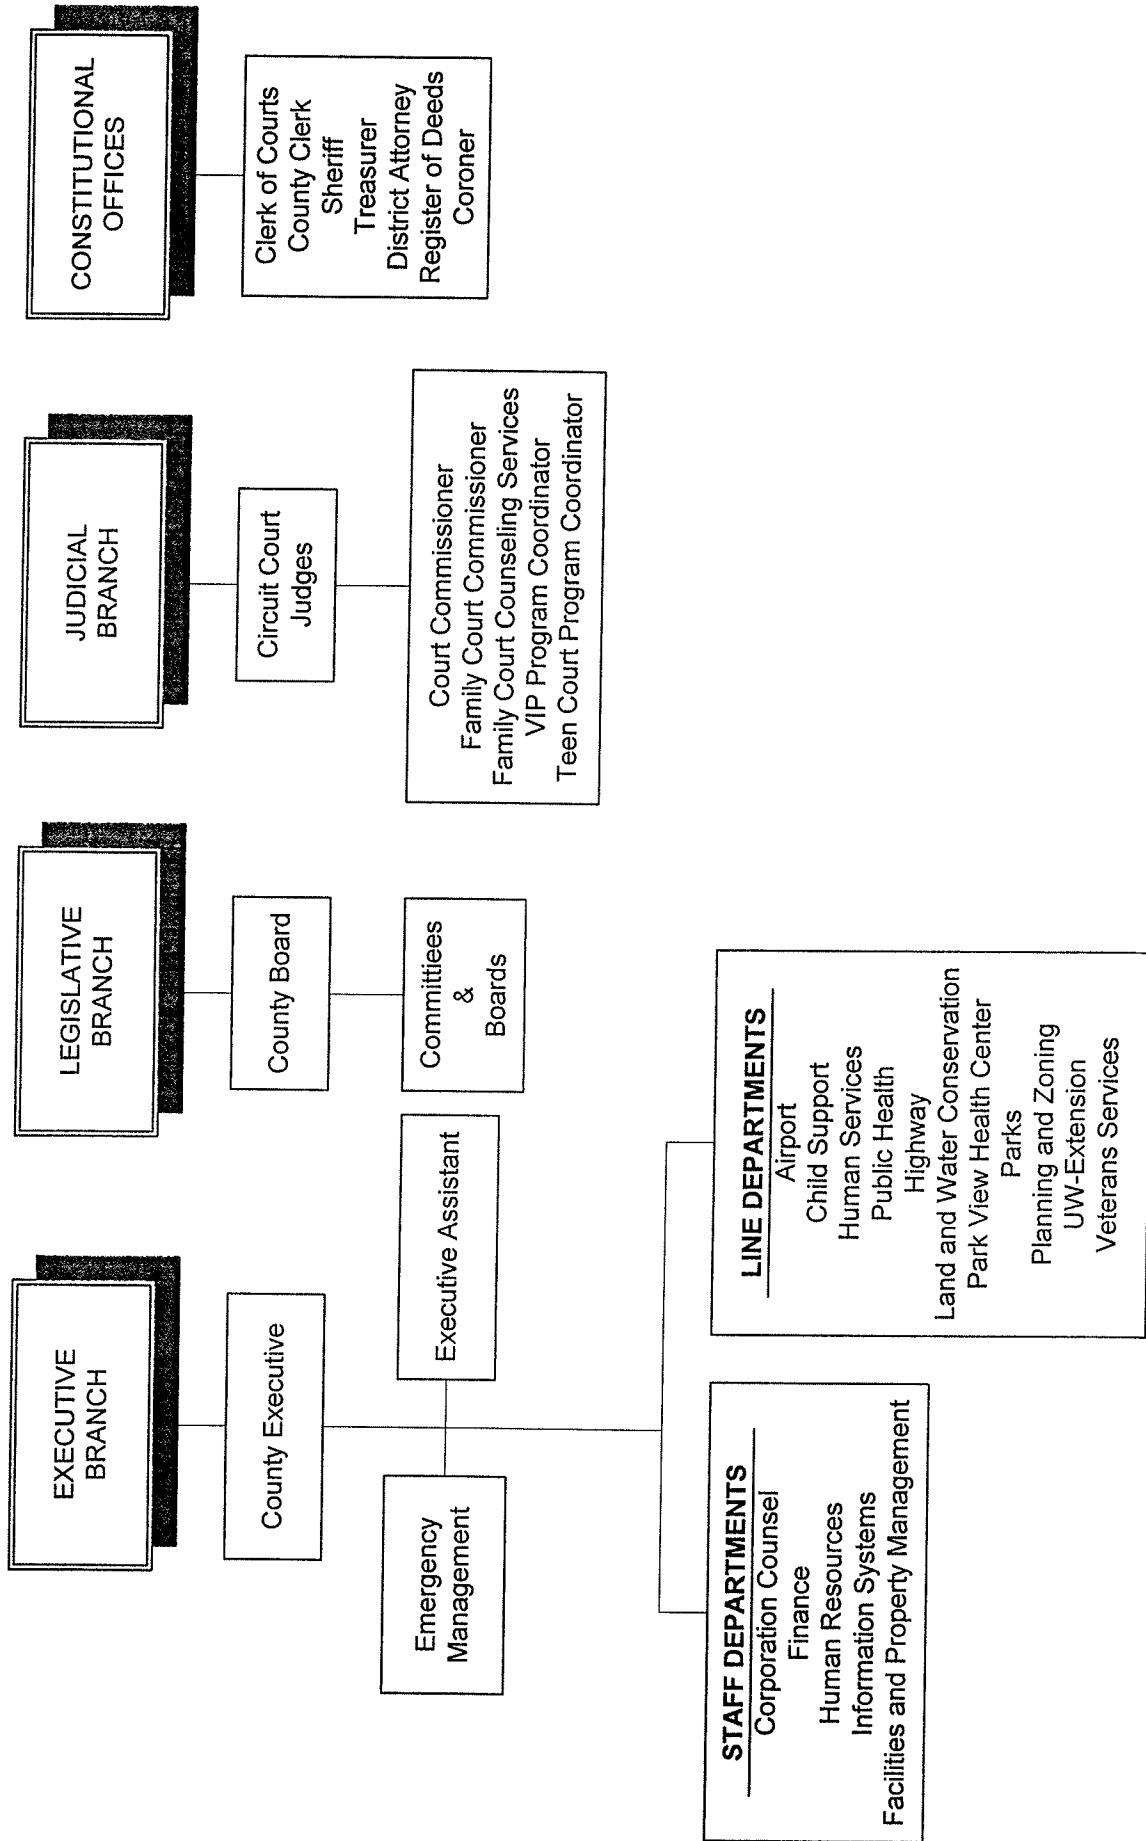 EXECUTIVE
BRANCH
County Executive
Emergency
Management
Executive Assistant
STAFF DEPARTMENTS
Corporation Counsel
Finance
Human Resources
Information Systems
Facilities and Property Management
LINE DEPARTMENTS
Airport
Child Support
Human Services
Public Health
Highway
Land and Water Conservation
Park View Health Center
Parks
Planning and Zoning
UW-Extension
Veterans Services
LEGISLATIVE
BRANCH
County Board
Committiees
&
Boards
JUDICIAL
BRANCH
Circuit Court
Judges
Court Commissioner
Family Court Commissioner
Family Court Counseling Services
VIP Program Coordinator
Teen Court Program Coordinator
CONSTITUTIONAL
OFFICES
Clerk of Courts
County Clerk
Sheriff
Treasurer
District Attorney
Register of Deeds
Coroner